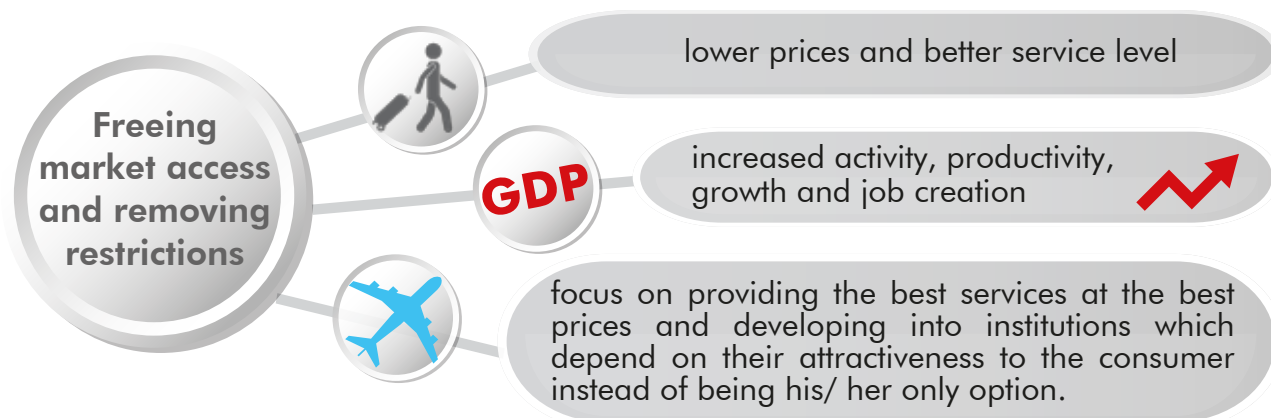 Freeing
market access
and removing
restrictions
lower prices and better service level
GDP
increased activity, productivity,
growth and job creation
focus on providing the best services at the best
prices and developing into institutions which
depend on their attractiveness to the consumer
instead of being his/ her only option.